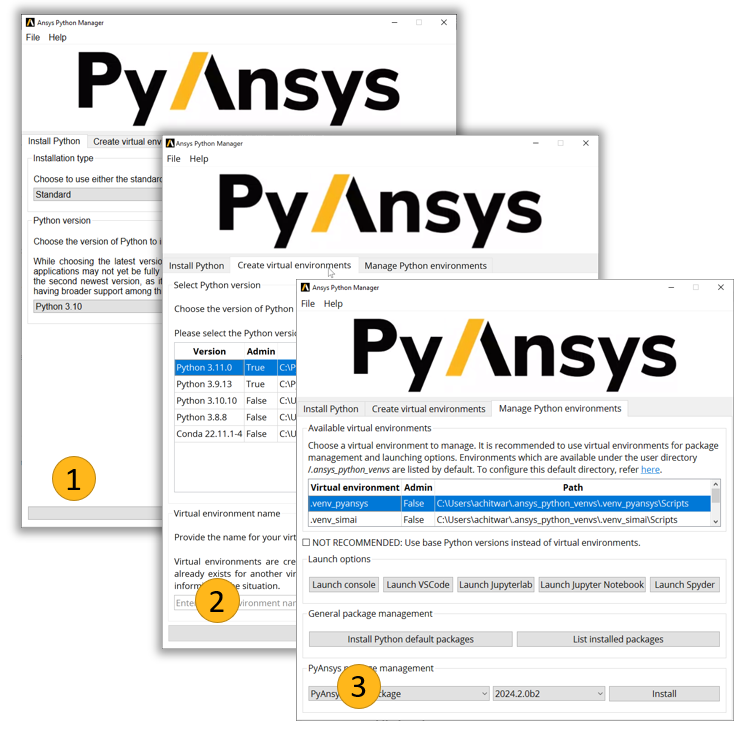 Ansys Python Manager
File Help
PyAnsys
Install Python Create virtual env
Installation type
Choose to use either the standard
Standard
Python version
Choose the version of Python to i
While choosing the latest versio
applications may not yet be fully
the second newest version, as i
having broader support among th
Python 3.10
1
Ansys Python Manager
File Help
PyAnsys
Install Python Create virtual environments Manage Python environments
Select Python version
Choose the version of Python
Please select the Python versio
Version Admin
Python 3.11.0 True C:\P
Python 3.9.13 True C:\P
Python 3.10.10 False C:\U
Python 3.8.8 False C:\U
Conda 22.11.1-4 False C:\U
Virtual environment name
Provide the name for your virt
Virtual environments are cre
already exists for another vir
inform e situation.
Ente ironment nam
2
Ansys Python Manager
File Help
PyAnsys
Install Python Create virtual environments Manage Python environments
Available virtual environments
Choose a virtual environment to manage. It is recommended to use virtual environments for package
management and launching options. Environments which are available under the user directory
/.ansys_python_venvs are listed by default. To configure this default directory, refer here.
Virtual environment Admin Path
.venv_pyansys False C:\Users\achitwar\.ansys_python_venvs\.venv_pyansys\Scripts
.venv_simai False C:\Users\achitwar\.ansys_python_venvs\.venv_simai\Scripts
NOT RECOMMENDED: Use base Python versions instead of virtual environments.
Launch options
Launch console Launch VSCode Launch Jupyterlab Launch Jupyter Notebook Launch Spyder
General package management
Install Python default packages List installed packages
PyAnsys p e management
PyAnsy ckage 2024.2.0b2 Install
3